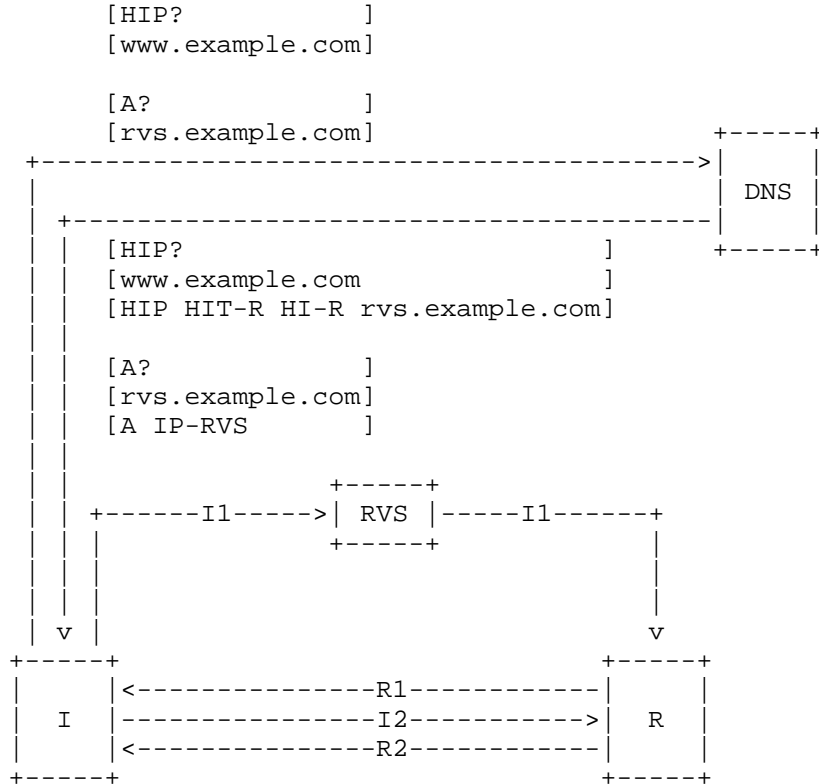 [HIP?              ]
[www.example.com]
[A?                ]
[rvs.example.com]
DNS
[HIP?                              ]
[www.example.com                   ]
[HIP HIT-R HI-R rvs.example.com]
[A?                ]
[rvs.example.com]
[A IP-RVS          ]
I1 RVS I1
R1
I I2 R
R2